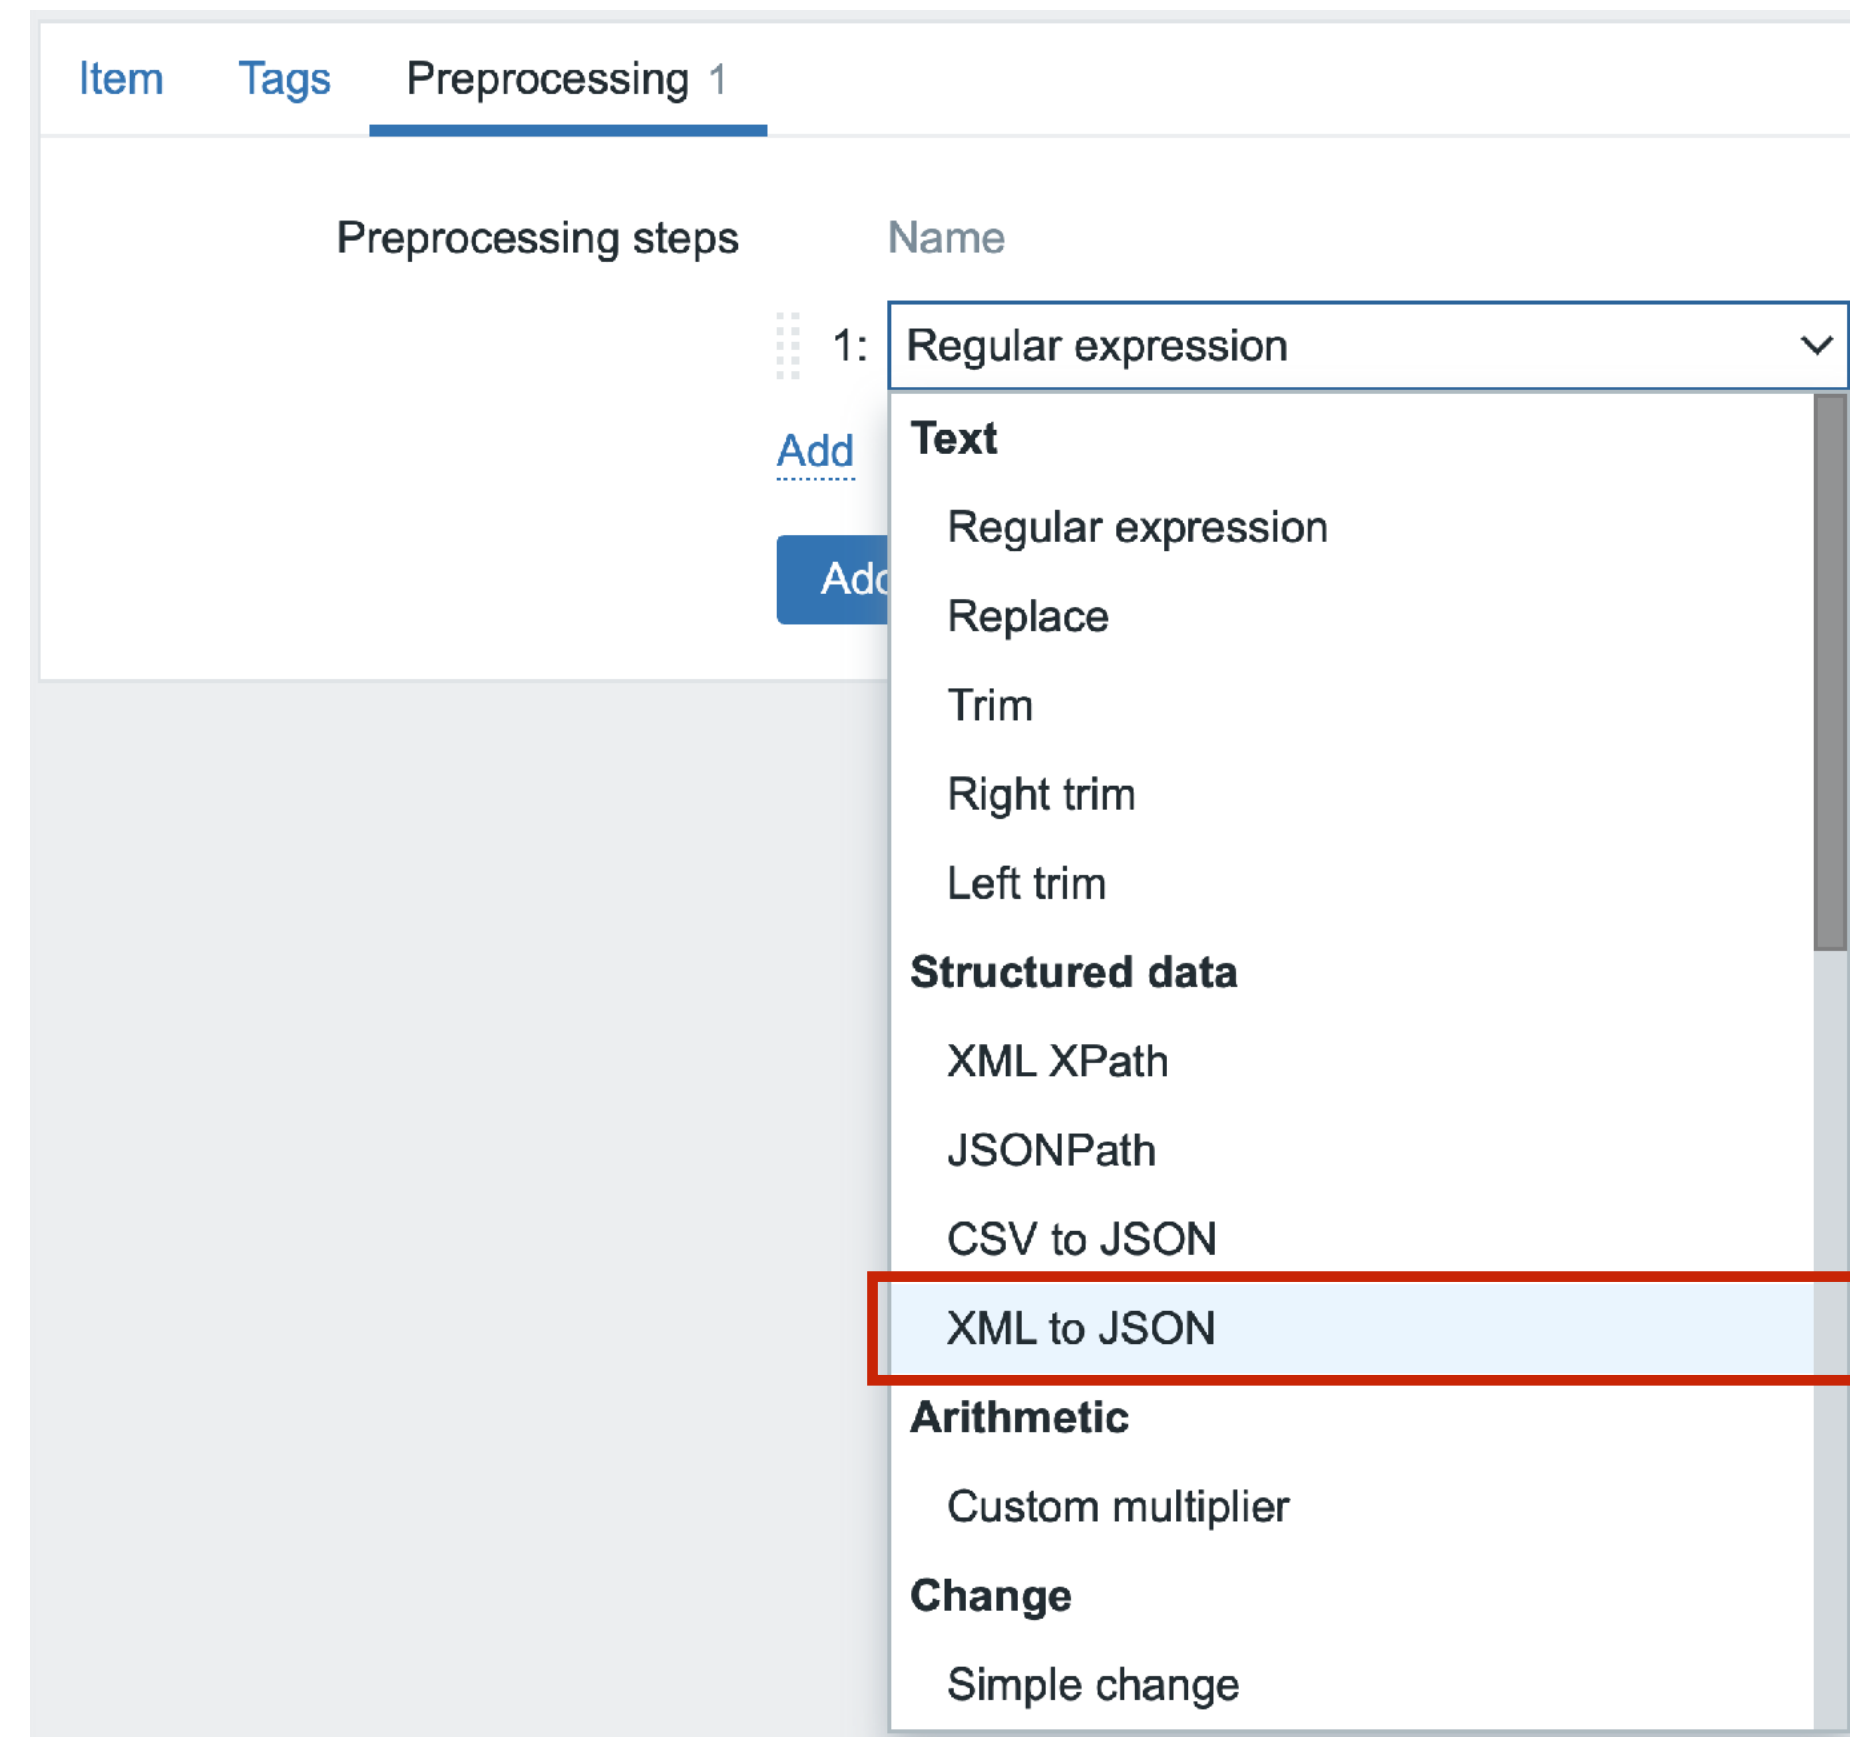 Item Tags Preprocessing 1
Preprocessing steps Name
1: Regular expression
Add
Text
Regular expression
Add
Replace
Trim
Right trim
Left trim
Structured data
XML XPath
JSONPath
CSV to JSON
XML to JSON
Arithmetic
Custom multiplier
Change
Simple change